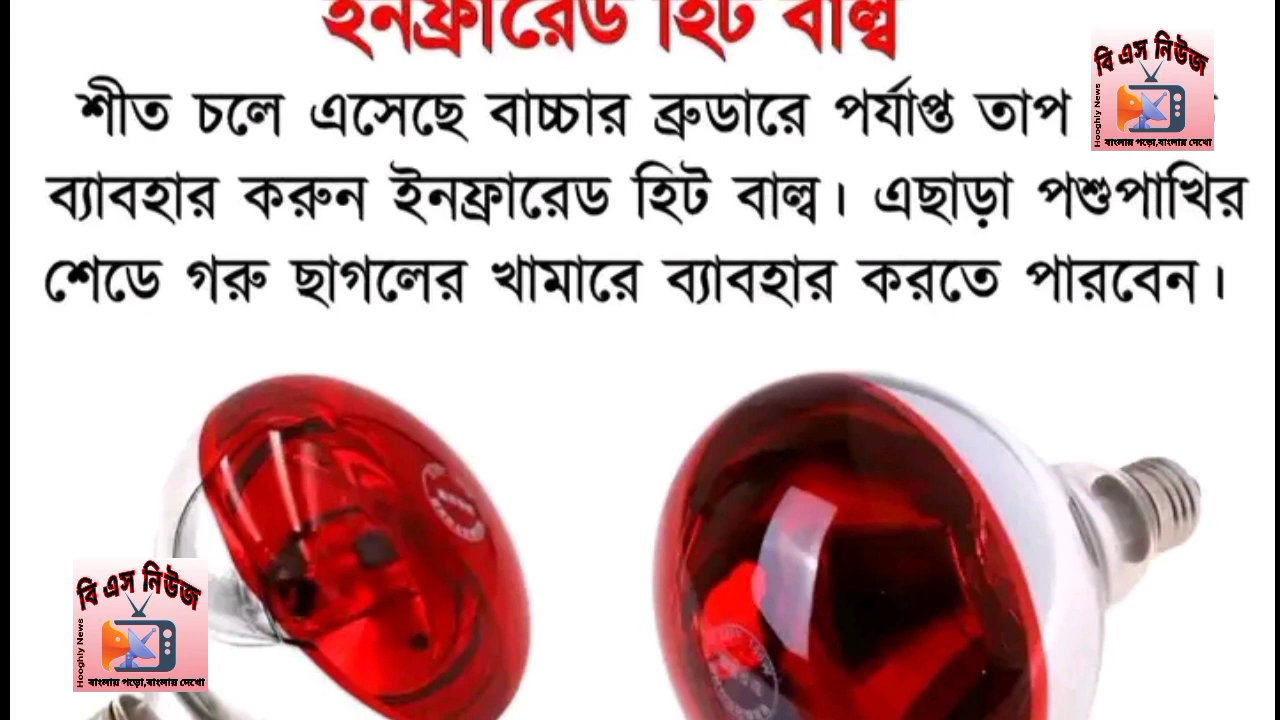 ইনফ্রারেড হিট বাল্ব
শীত চলে এসেছে বাচ্চার ব্রুডারে পর্যাপ্ত তাপ
ব্যাবহার করুন ইনফ্রারেড হিট বাল্ব। এছাড়া পশুপাখির
শেডে গরু ছাগলের খামারে ব্যাবহার করতে পারবেন।
বি এস নিউজ
Hooghly News
বাংলায় পড়ো,বাংলায় দেখো
বি এস নিউজ
Hooghly News
বাংলায় পড়ো,বাংলায় দেখো